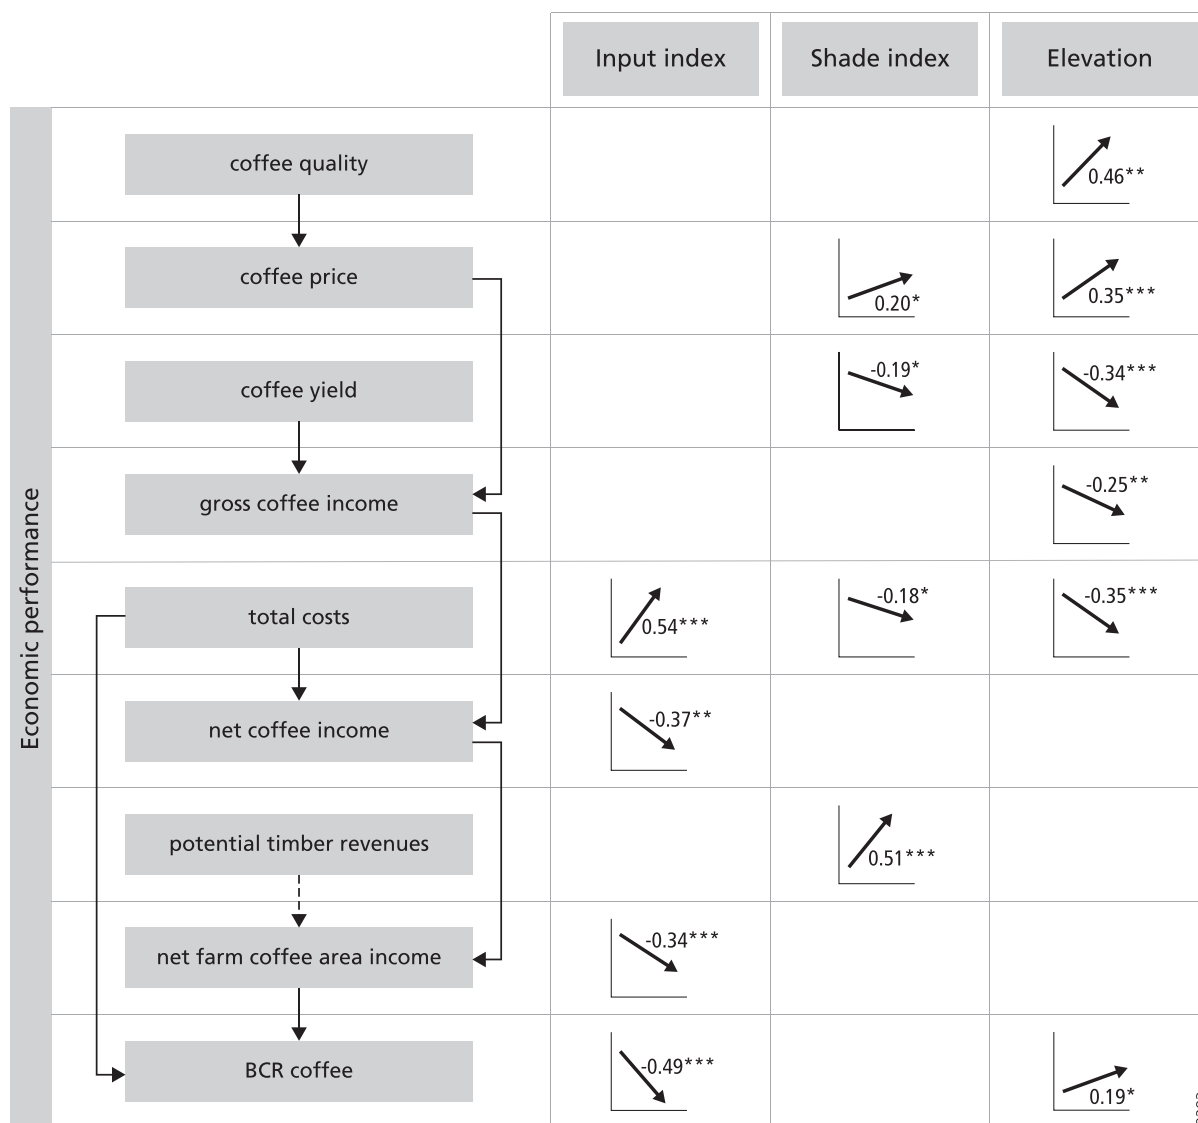 Input index
Shade index
Elevation
Economic performance
coffee quality
0.46**
coffee price
0.20*
0.35***
coffee yield
-0.19*
-0.34***
gross coffee income
-0.25**
total costs
0.54***
-0.18*
-0.35***
net coffee income
-0.37**
potential timber revenues
0.51***
net farm coffee area income
-0.34***
BCR coffee
-0.49***
0.19*